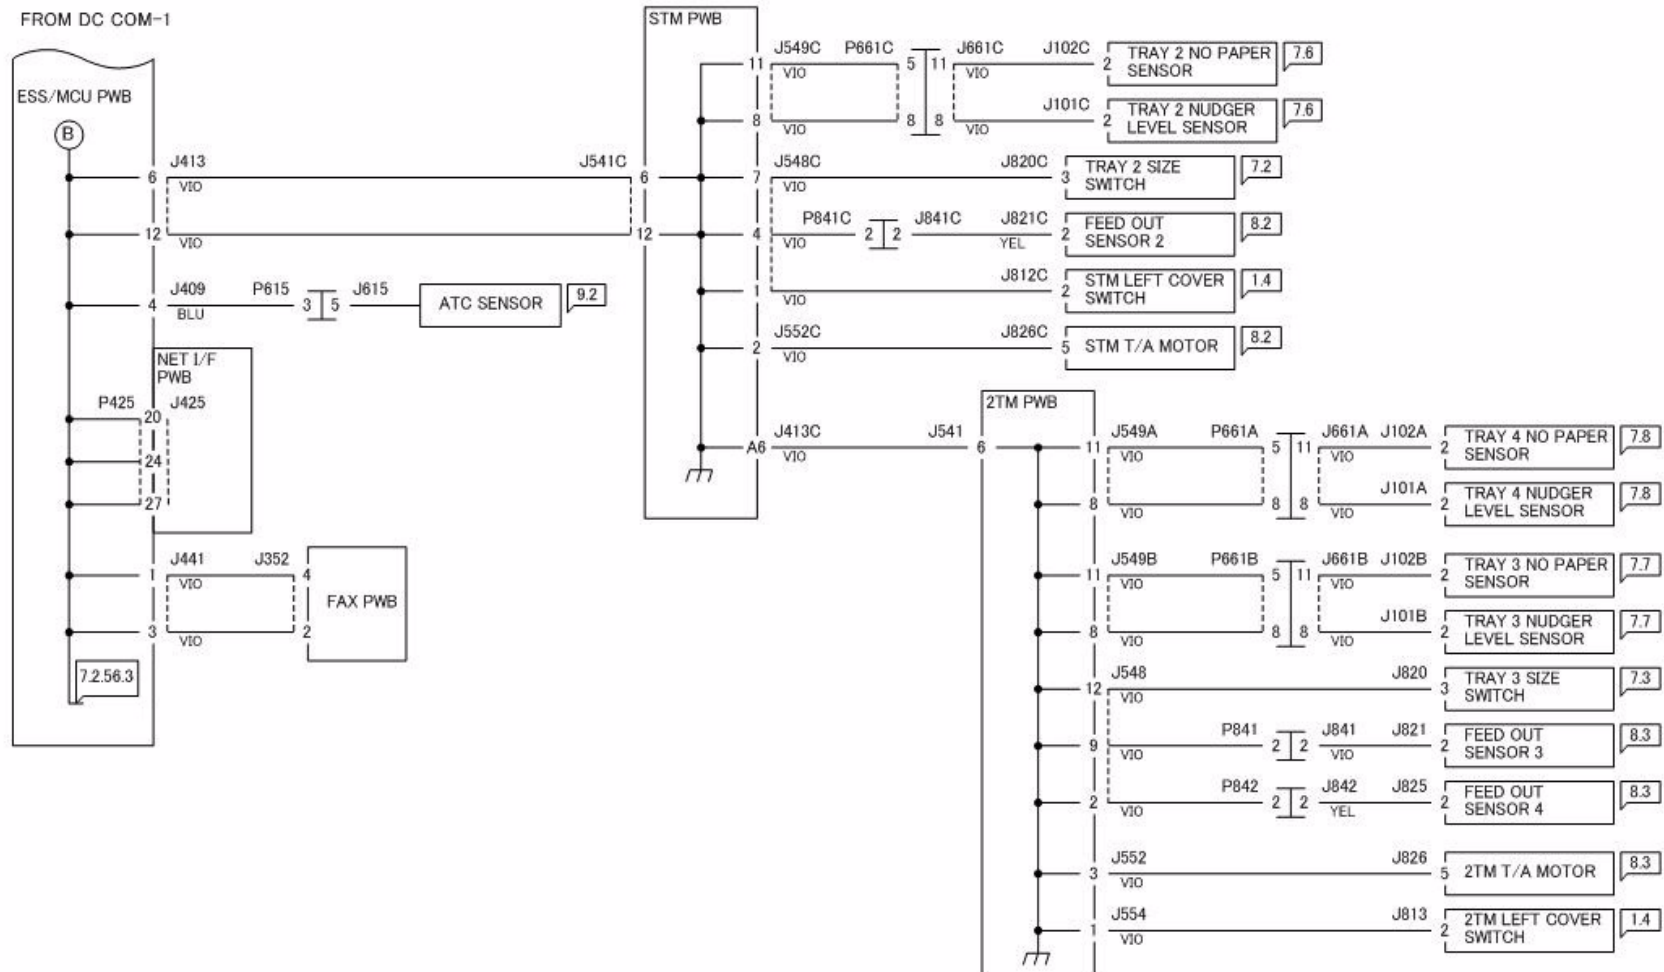 FROM DC COM-1
STM PWB
J549C P661C J661C J102C
11 5 11 2
VIO VIO
TRAY 2 NO PAPER
SENSOR
7.6
ESS/MCU PWB
B
J101C
8 8 8 2
VIO VIO
TRAY 2 NUDGER
LEVEL SENSOR
7.6
J413 J541C J548C J820C
6 6 7 3
VIO
TRAY 2 SIZE
SWITCH
7.2
P841C J841C J821C
12 12 4 2 2 2
VIO VIO YEL
FEED OUT
SENSOR 2
8.2
J812C
1 2
VIO
STM LEFT COVER
SWITCH
1.4
J409 P615 J615
4 3 5
BLU
ATC SENSOR
9.2
J552C J826C
2 5
VIO
STM T/A MOTOR
8.2
NET I/F
PWB
P425 J425
20
24
27
2TM PWB
J413C J541
A6 6
VIO
J549A P661A J661A J102A
11 5 11 2
VIO VIO
TRAY 4 NO PAPER
SENSOR
7.8
J101A
8 8 8 2
VIO VIO
TRAY 4 NUDGER
LEVEL SENSOR
7.8
J441 J352
1 4
VIO
3 2
VIO
FAX PWB
7.2.56.3
J549B P661B J661B J102B
11 5 11 2
VIO VIO
TRAY 3 NO PAPER
SENSOR
7.7
J101B
8 8 8 2
VIO VIO
TRAY 3 NUDGER
LEVEL SENSOR
7.7
J548 J820
12 3
VIO
TRAY 3 SIZE
SWITCH
7.3
P841 J841 J821
9 2 2 2
VIO VIO
FEED OUT
SENSOR 3
8.3
P842 J842 J825
2 2 2 2
VIO YEL
FEED OUT
SENSOR 4
8.3
J552 J826
3 5
VIO
2TM T/A MOTOR
8.3
J554 J813
1 2
VIO
2TM LEFT COVER
SWITCH
1.4